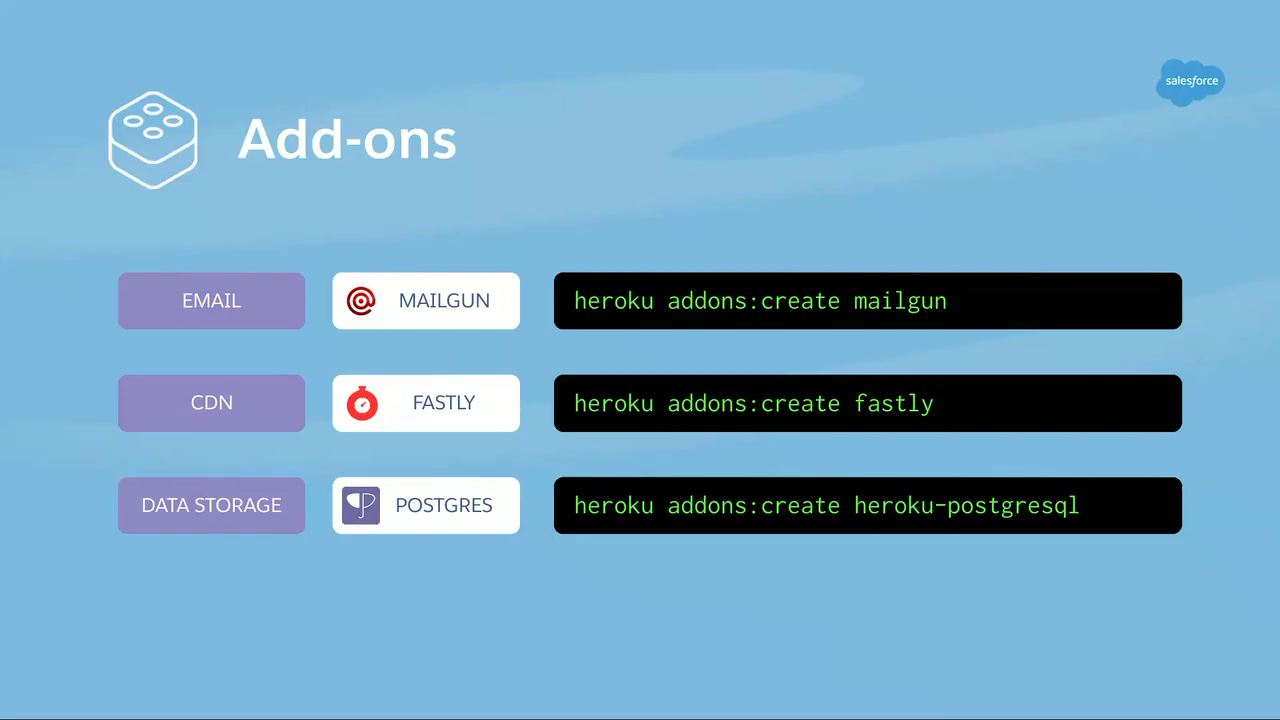 salesforce
Add-ons
EMAIL
MAILGUN
heroku addons:create mailgun
CDN
FASTLY
heroku addons:create fastly
DATA STORAGE
POSTGRES
heroku addons:create heroku-postgresql